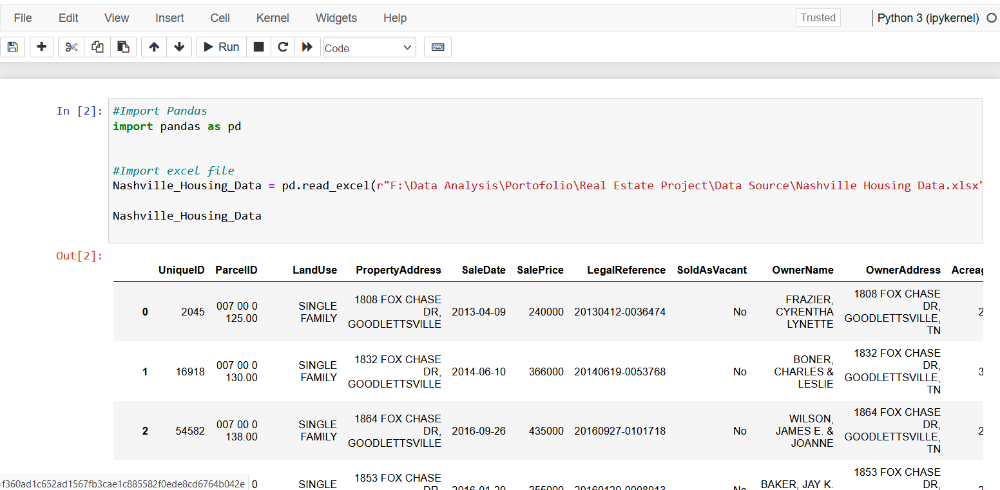 File Edit View Insert Cell Kernel Widgets Help Trusted Python 3 (ipykernel)
Run Code
In [2]: #Import Pandas
import pandas as pd
#Import excel file
Nashville_Housing_Data = pd.read_excel(r"F:\Data Analysis\Portofolio\Real Estate Project\Data Source\Nashville Housing Data.xlsx"
Nashville_Housing_Data
Out[2]:
UniqueID ParcelID LandUse PropertyAddress SaleDate SalePrice LegalReference SoldAsVacant OwnerName OwnerAddress
0 2045 007 00 0 125.00 SINGLE FAMILY 1808 FOX CHASE DR, GOODLETTSVILLE 2013-04-09 240000 20130412-0036474 No FRAZIER, CYRENTHA LYNETTE 1808 FOX CHASE DR, GOODLETTSVILLE, TN 2
1 16918 007 00 0 130.00 SINGLE FAMILY 1832 FOX CHASE DR, GOODLETTSVILLE 2014-06-10 366000 20140619-0053768 No BONER, CHARLES & LESLIE 1832 FOX CHASE DR, GOODLETTSVILLE, TN 3
2 54582 007 00 0 138.00 SINGLE FAMILY 1864 FOX CHASE DR, GOODLETTSVILLE 2016-09-26 435000 20160927-0101718 No WILSON, JAMES E. & JOANNE 1864 FOX CHASE DR, GOODLETTSVILLE, TN 2
0 SINGLE 1853 FOX CHASE DR, 2016-01-29 255000 20160129-0008913 No BAKER, JAY K. 1853 FOX CHASE DR,
=f360ad1c652ad1567fb3cae1c885582f0ede8cd6764b042e